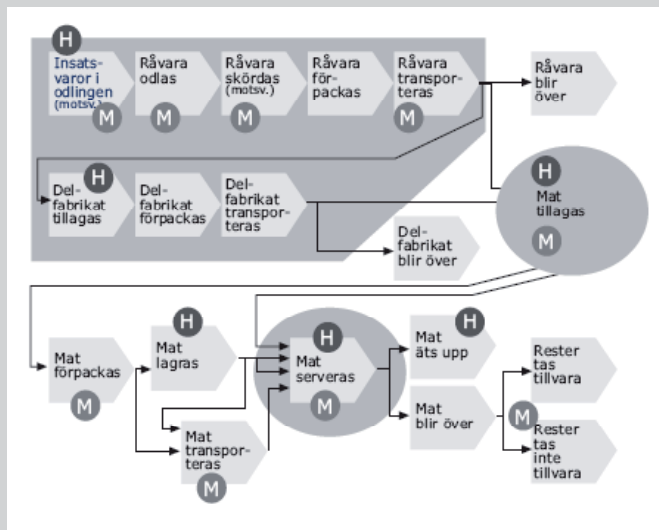 H
Insats-
varor i
odlingen
(motsv.)
M
Råvara
odlas
M
Råvara
skördas
(motsv.)
M
Råvara
för-
packas
Råvara
transpor-
teras
M
Råvara
blir
över
H
Del-
fabrikat
tillagas
Del-
fabrikat
förpackas
Del-
fabrikat
transpor-
teras
Del-
fabrikat
blir över
H
Mat
tillagas
M
Mat
förpackas
M
H
Mat
lagras
Mat
transpor-
teras
M
H
Mat
serveras
M
H
Mat
äts upp
Mat
blir över
M
Rester
tas
tillvara
Rester
tas
inte
tillvara